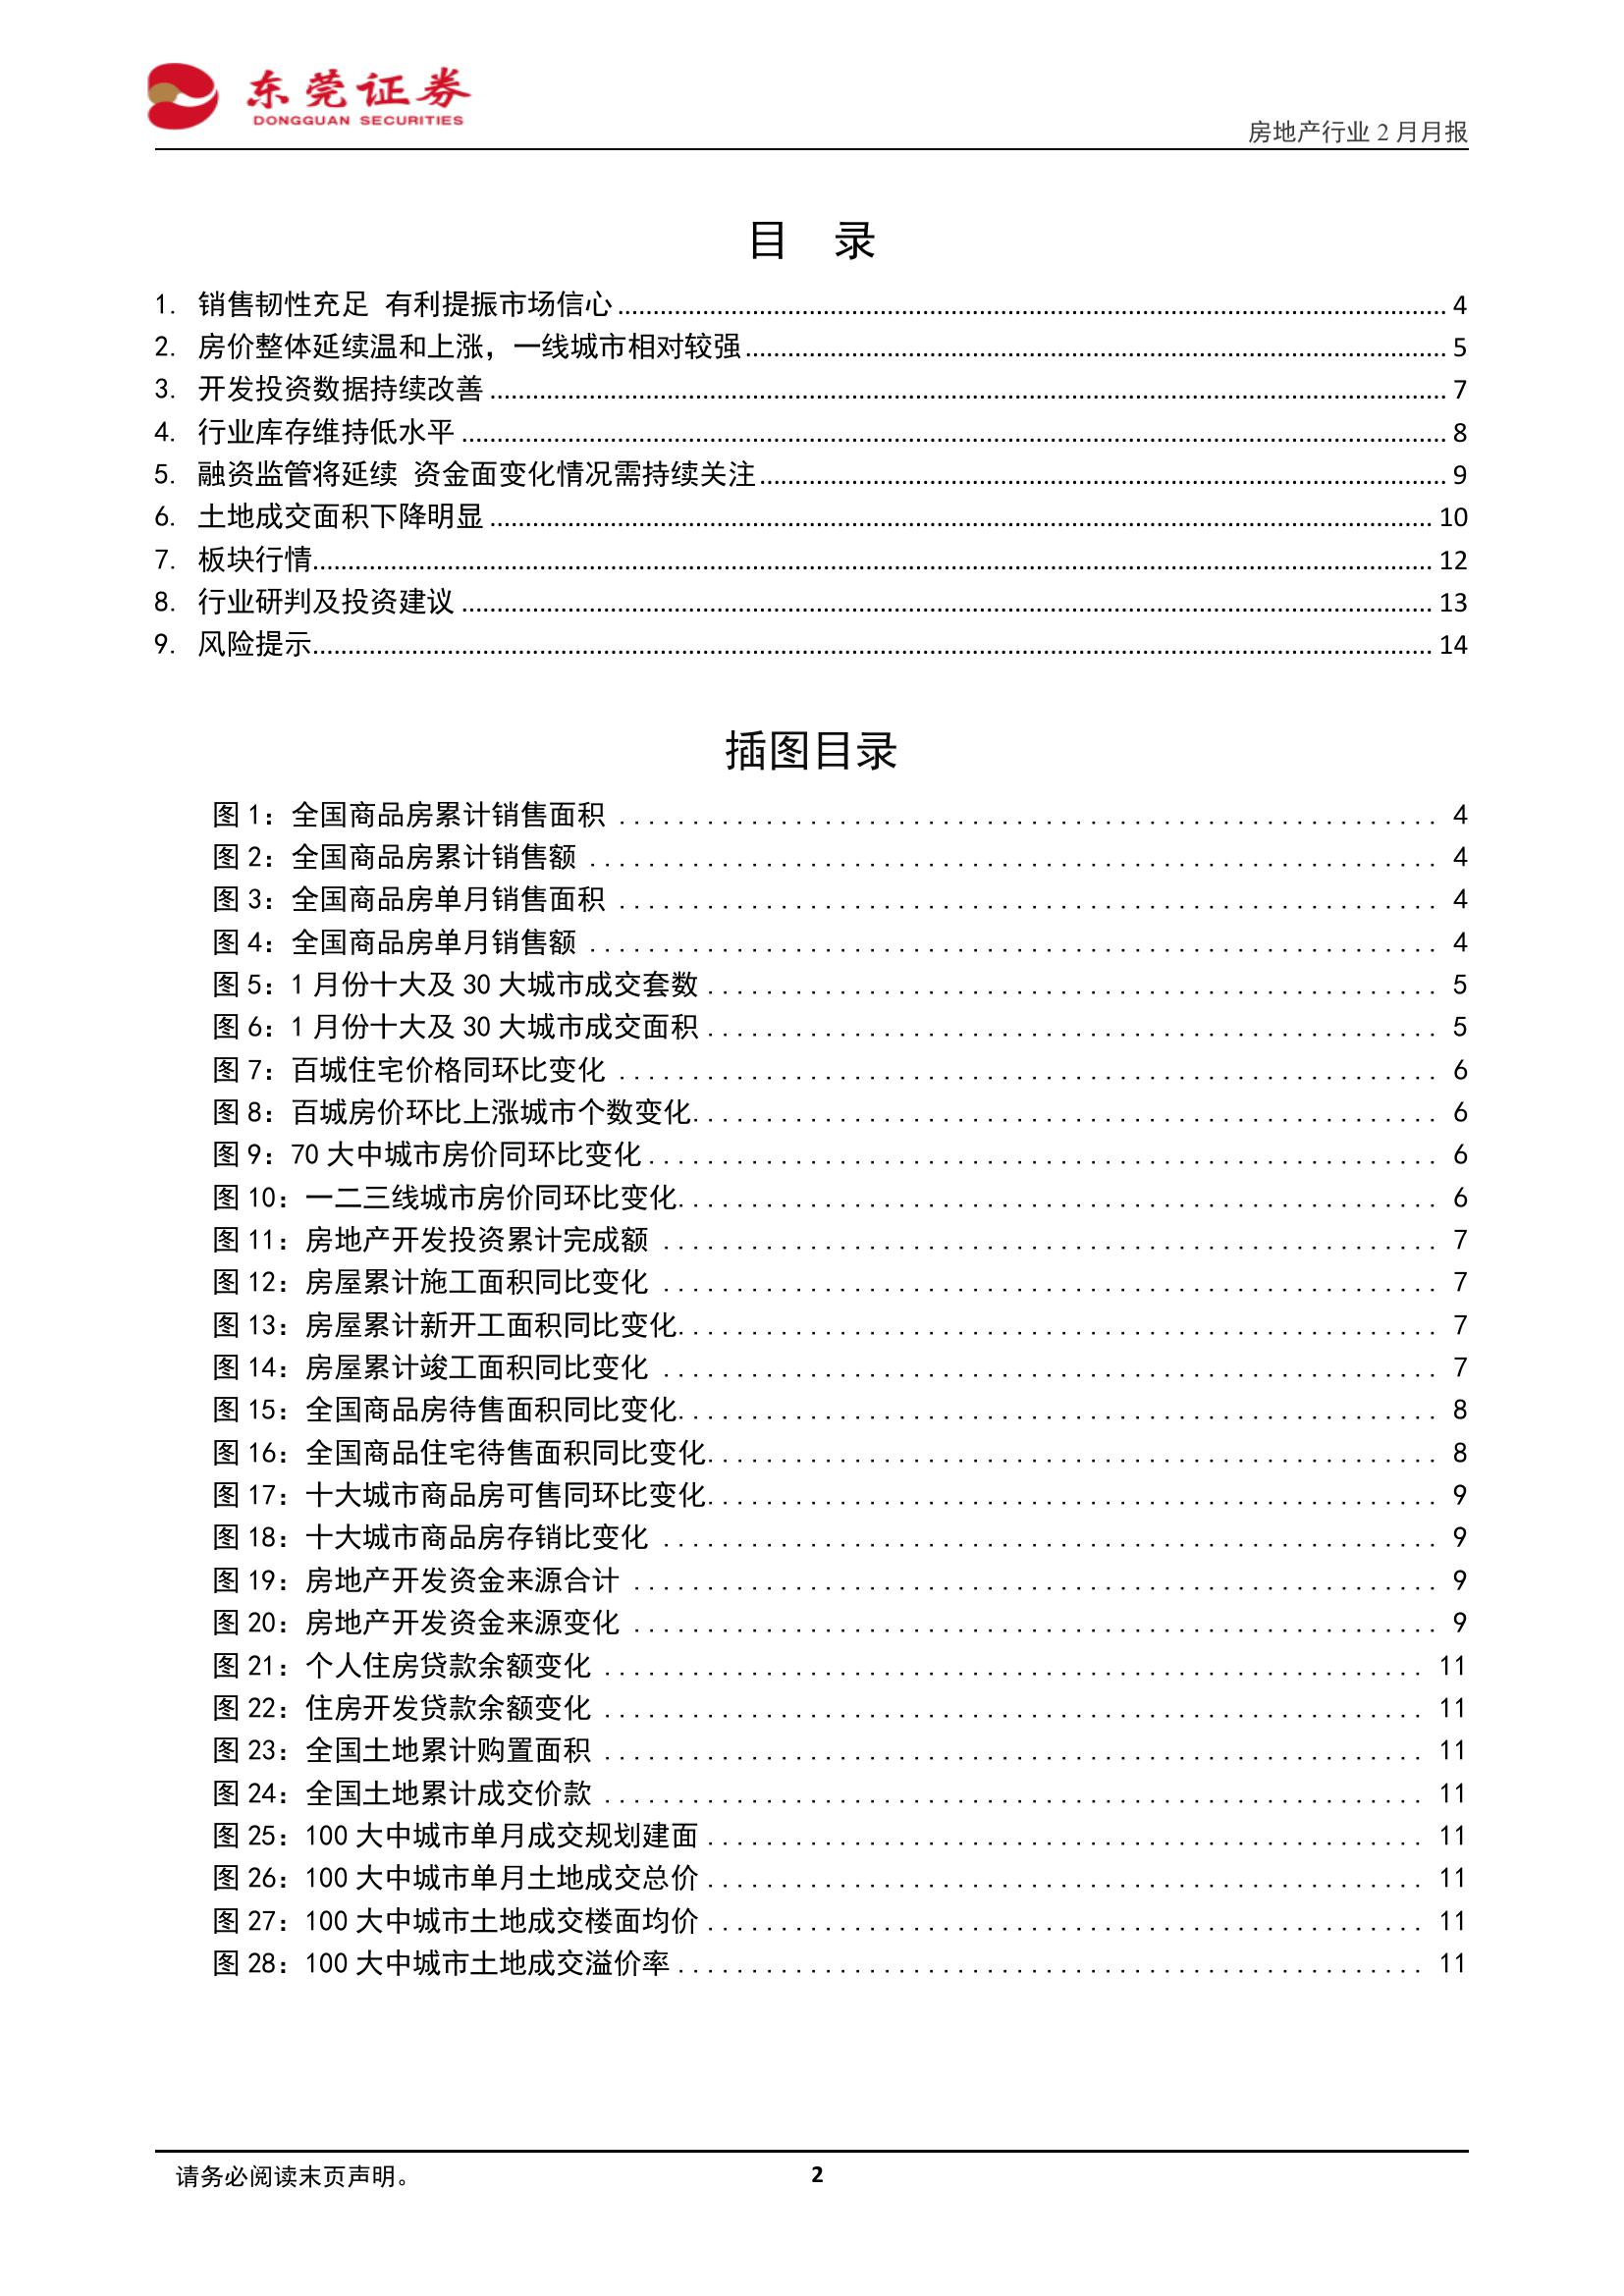 东莞证券
DONGGUAN SECURITIES
房地产行业 2 月月报
目 录
1. 销售韧性充足 有利提振市场信心 4
2. 房价整体延续温和上涨，一线城市相对较强 5
3. 开发投资数据持续改善 7
4. 行业库存维持低水平 8
5. 融资监管将延续 资金面变化情况需持续关注 9
6. 土地成交面积下降明显 10
7. 板块行情 12
8. 行业研判及投资建议 13
9. 风险提示 14
插图目录
图 1：全国商品房累计销售面积 4
图 2：全国商品房累计销售额 4
图 3：全国商品房单月销售面积 4
图 4：全国商品房单月销售额 4
图 5：1 月份十大及 30 大城市成交套数 5
图 6：1 月份十大及 30 大城市成交面积 5
图 7：百城住宅价格同环比变化 6
图 8：百城房价环比上涨城市个数变化 6
图 9：70 大中城市房价同环比变化 6
图 10：一二三线城市房价同环比变化 6
图 11：房地产开发投资累计完成额 7
图 12：房屋累计施工面积同比变化 7
图 13：房屋累计新开工面积同比变化 7
图 14：房屋累计竣工面积同比变化 7
图 15：全国商品房待售面积同比变化 8
图 16：全国商品住宅待售面积同比变化 8
图 17：十大城市商品房可售同环比变化 9
图 18：十大城市商品房存销比变化 9
图 19：房地产开发资金来源合计 9
图 20：房地产开发资金来源变化 9
图 21：个人住房贷款余额变化 11
图 22：住房开发贷款余额变化 11
图 23：全国土地累计购置面积 11
图 24：全国土地累计成交价款 11
图 25：100 大中城市单月成交规划建面 11
图 26：100 大中城市单月土地成交总价 11
图 27：100 大中城市土地成交楼面均价 11
图 28：100 大中城市土地成交溢价率 11
请务必阅读末页声明。
2